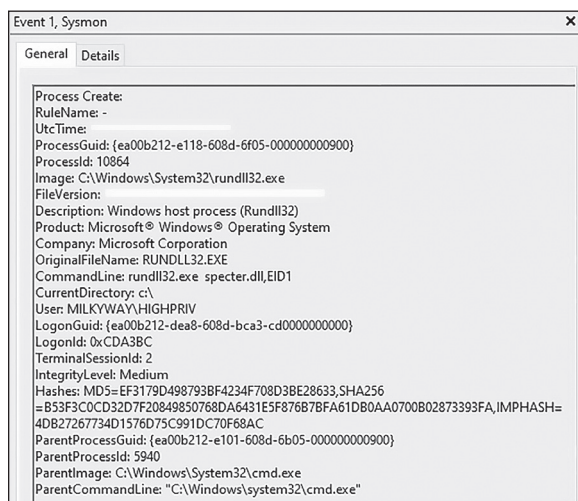 Event 1, Sysmon
General Details
Process Create:
RuleName: -
UtcTime:
ProcessGuid: {ea00b212-e118-608d-6f05-000000000900}
ProcessId: 10864
Image: C:\Windows\System32\rundll32.exe
FileVersion:
Description: Windows host process (Rundll32)
Product: Microsoft® Windows® Operating System
Company: Microsoft Corporation
OriginalFileName: RUNDLL32.EXE
CommandLine: rundll32.exe specter.dll,EID1
CurrentDirectory: c:\
User: MILKYWAY\HIGHPRIV
LogonGuid: {ea00b212-dea8-608d-bca3-cd0000000000}
LogonId: 0xCDA3BC
TerminalSessionId: 2
IntegrityLevel: Medium
Hashes: MD5=EF3179D498793BF4234F708D3BE28633,SHA256
=B53F3C0CD32D7F20849850768DA6431E5F876B7BFA61DB0AA0700B02873393FA,IMPHASH=
4DB27267734D1576D75C991DC70F68AC
ParentProcessGuid: {ea00b212-e101-608d-6b05-000000000900}
ParentProcessId: 5940
ParentImage: C:\Windows\System32\cmd.exe
ParentCommandLine: "C:\Windows\system32\cmd.exe"